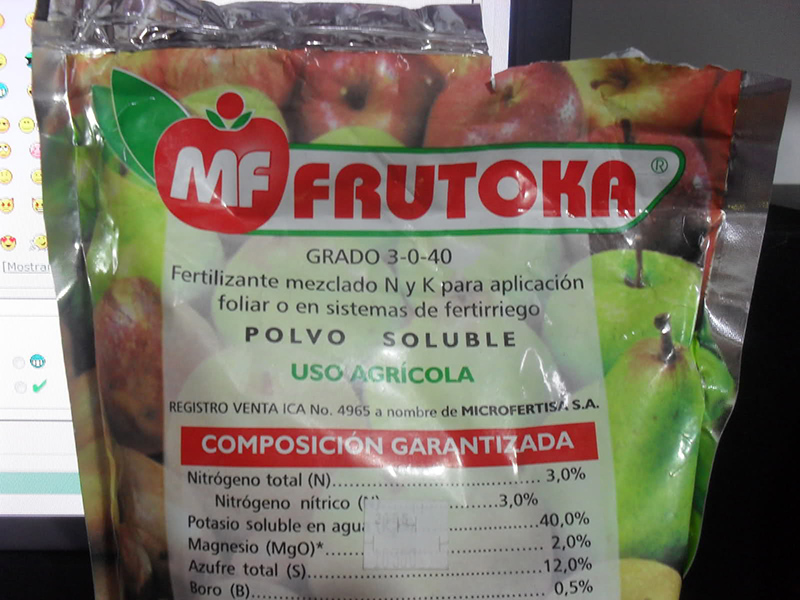 MF FRUTOKA®
GRADO 3-0-40
Fertilizante mezclado N y K para aplicación
foliar o en sistemas de fertirriego
POLVO SOLUBLE
USO AGRÍCOLA
REGISTRO VENTA ICA No. 4965 a nombre de MICROFERTISA S.A.
COMPOSICIÓN GARANTIZADA
Nitrógeno total (N)................................ 3,0%
Nitrógeno nítrico (N)..........3,0%
Potasio soluble en agua ................40,0%
Magnesio (MgO)*................ 2,0%
Azufre total (S)................................12,0%
Boro (B)................................ 0,5%
[Mostrar